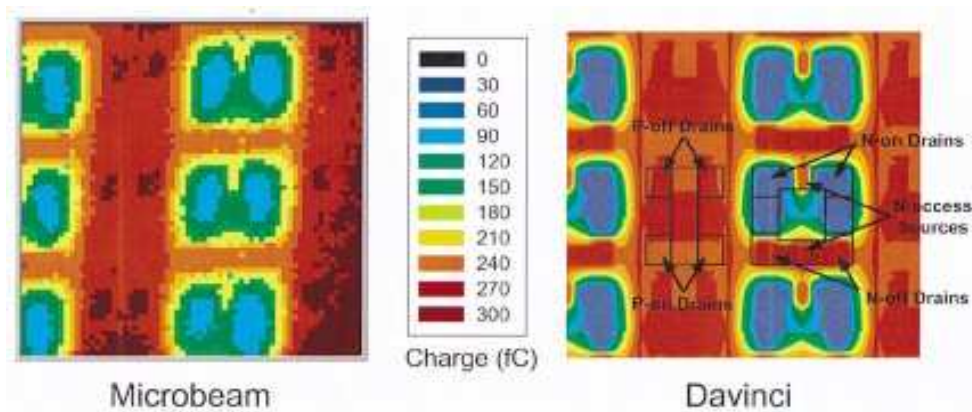 0
30
60
90
120
150
180
210
240
270
300
Charge (fC)
Microbeam
P-off Drains
N-on Drains
N-access
Sources
P-on Drains
N-off Drains
Davinci